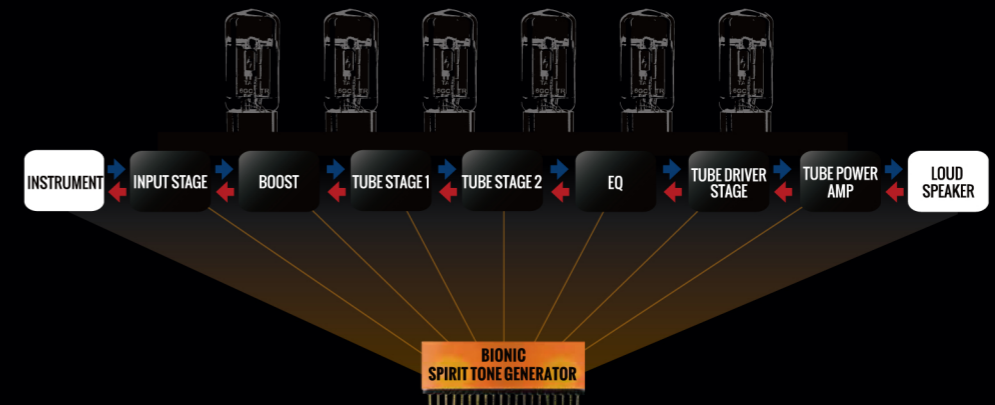 INSTRUMENT
INPUT STAGE
BOOST
TUBE STAGE 1
TUBE STAGE 2
EQ
TUBE DRIVER
STAGE
TUBE POWER
AMP
LOUD
SPEAKER
BIONIC
SPIRIT TONE GENERATOR